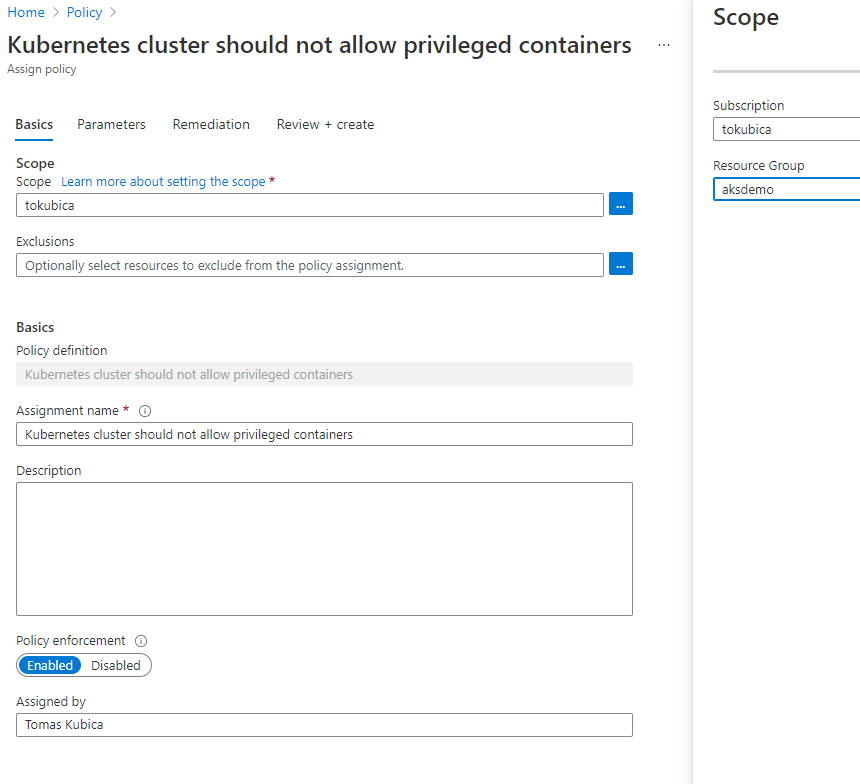 Home > Policy >
Kubernetes cluster should not allow privileged containers ...
Assign policy
Basics Parameters Remediation Review + create
Scope
Scope Learn more about setting the scope *
tokubica ...
Exclusions
Optionally select resources to exclude from the policy assignment. ...
Basics
Policy definition
Kubernetes cluster should not allow privileged containers
Assignment name *
Kubernetes cluster should not allow privileged containers
Description
Policy enforcement
Enabled Disabled
Assigned by
Tomas Kubica
Scope
Subscription
tokubica
Resource Group
aksdemo